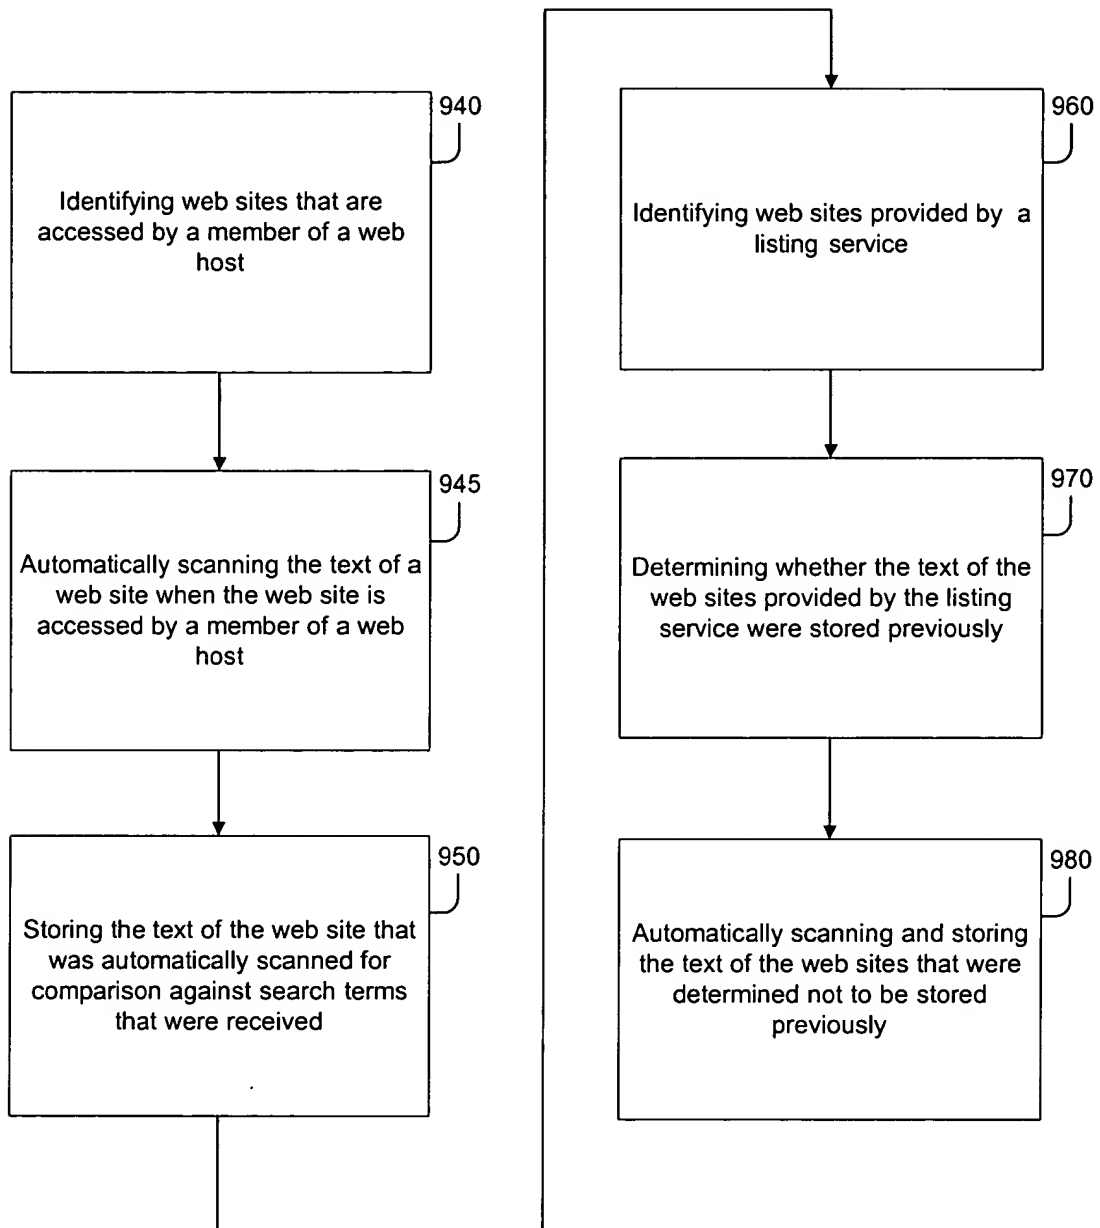 940
Identifying web sites that are
accessed by a member of a web
host
945
Automatically scanning the text of a
web site when the web site is
accessed by a member of a web
host
950
Storing the text of the web site that
was automatically scanned for
comparison against search terms
that were received
960
Identifying web sites provided by a
listing service
970
Determining whether the text of the
web sites provided by the listing
service were stored previously
980
Automatically scanning and storing
the text of the web sites that were
determined not to be stored
previously